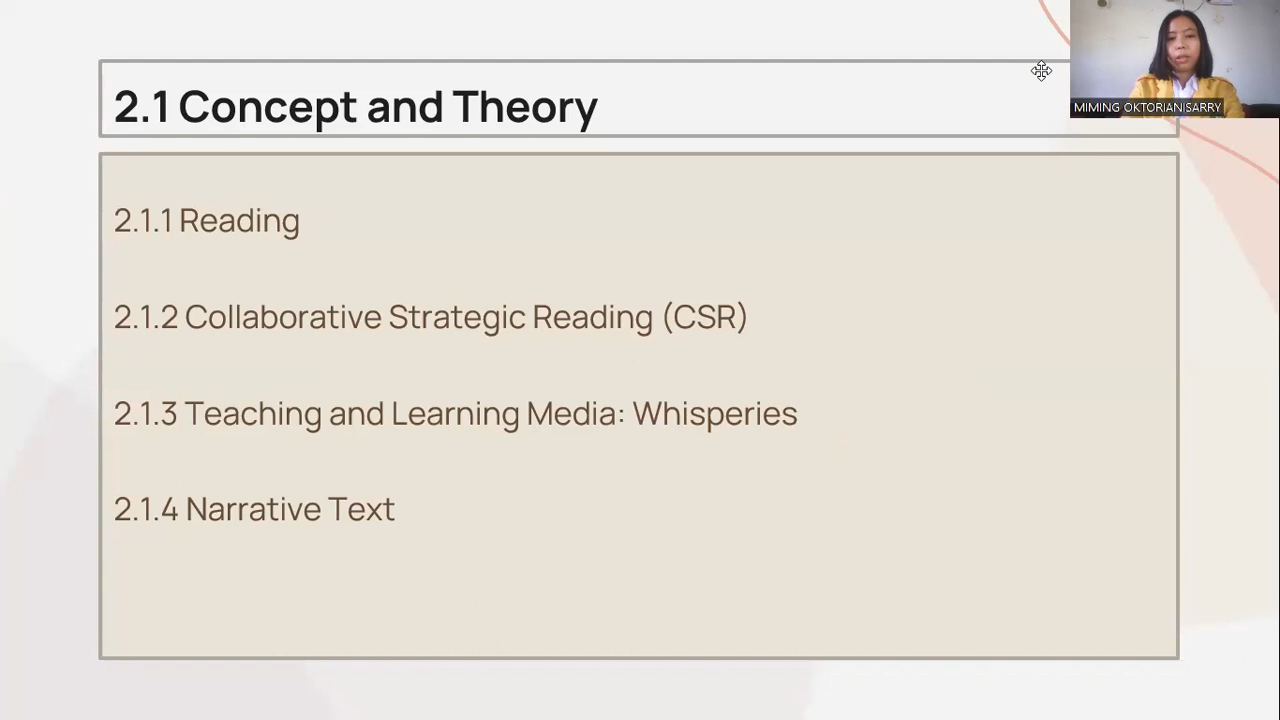 2.1 Concept and Theory
MIMING OKTORIANISARRY
2.1.1 Reading
2.1.2 Collaborative Strategic Reading (CSR)
2.1.3 Teaching and Learning Media: Whisperies
2.1.4 Narrative Text